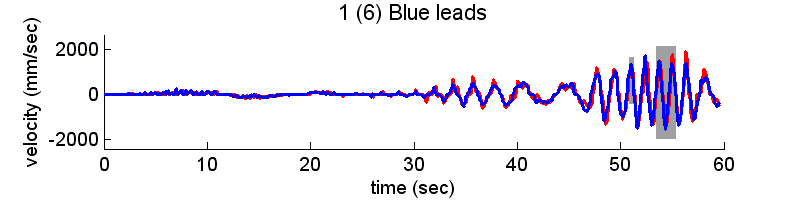 1 (6) Blue leads
velocity (mm/sec)
2000
0
-2000
0 10 20 30 40 50 60
time (sec)